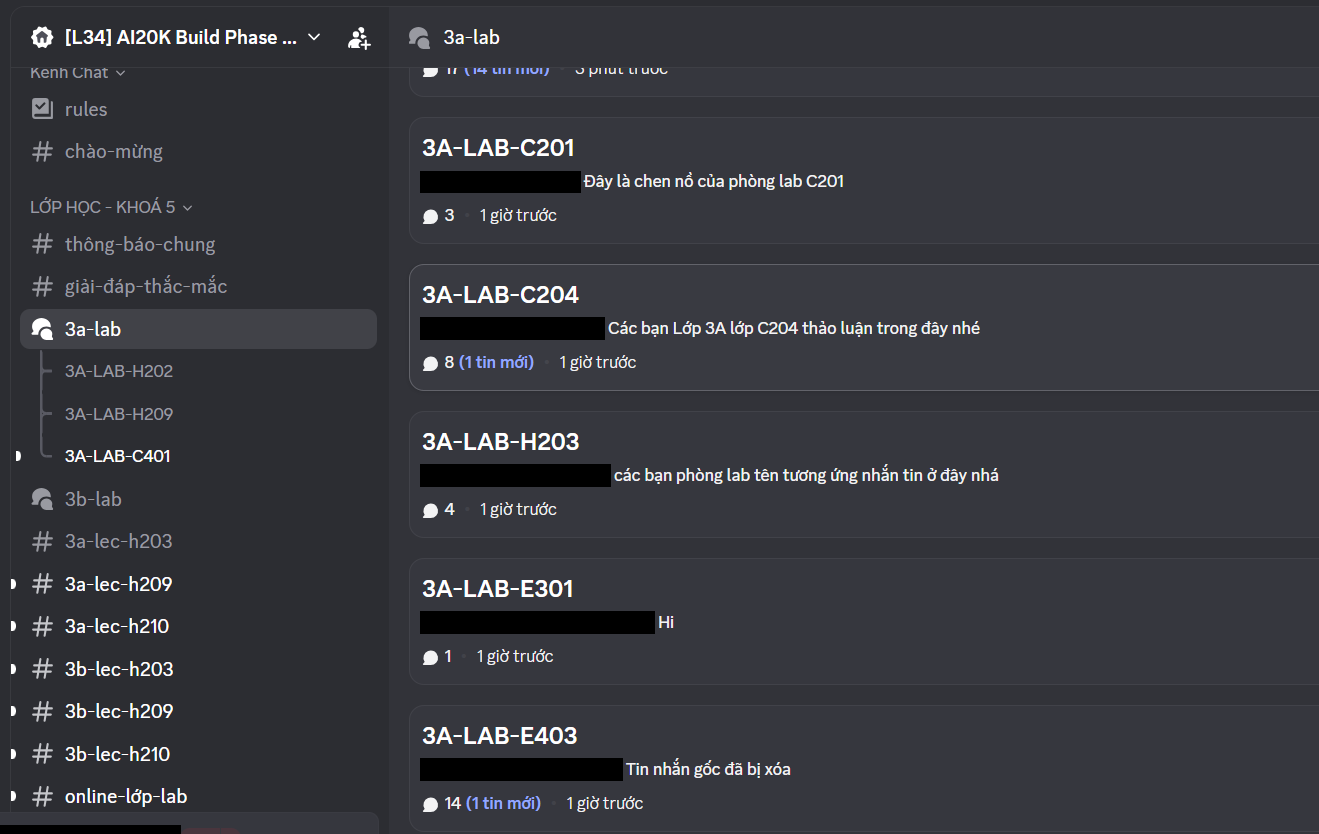 [L34] AI20K Build Phase ...
Kênh Chat
rules
chào-mừng
LỚP HỌC - KHOÁ 5
thông-báo-chung
giải-đáp-thắc-mắc
3a-lab
3A-LAB-H202
3A-LAB-H209
3A-LAB-C401
3b-lab
3a-lec-h203
3a-lec-h209
3a-lec-h210
3b-lec-h203
3b-lec-h209
3b-lec-h210
online-lớp-lab
3a-lab
17 (14 tin mới) · 3 phút trước
3A-LAB-C201
Đây là chen nồ của phòng lab C201
3 · 1 giờ trước
3A-LAB-C204
Các bạn Lớp 3A lớp C204 thảo luận trong đây nhé
8 (1 tin mới) · 1 giờ trước
3A-LAB-H203
các bạn phòng lab tên tương ứng nhắn tin ở đây nhá
4 · 1 giờ trước
3A-LAB-E301
Hi
1 · 1 giờ trước
3A-LAB-E403
Tin nhắn gốc đã bị xóa
14 (1 tin mới) · 1 giờ trước